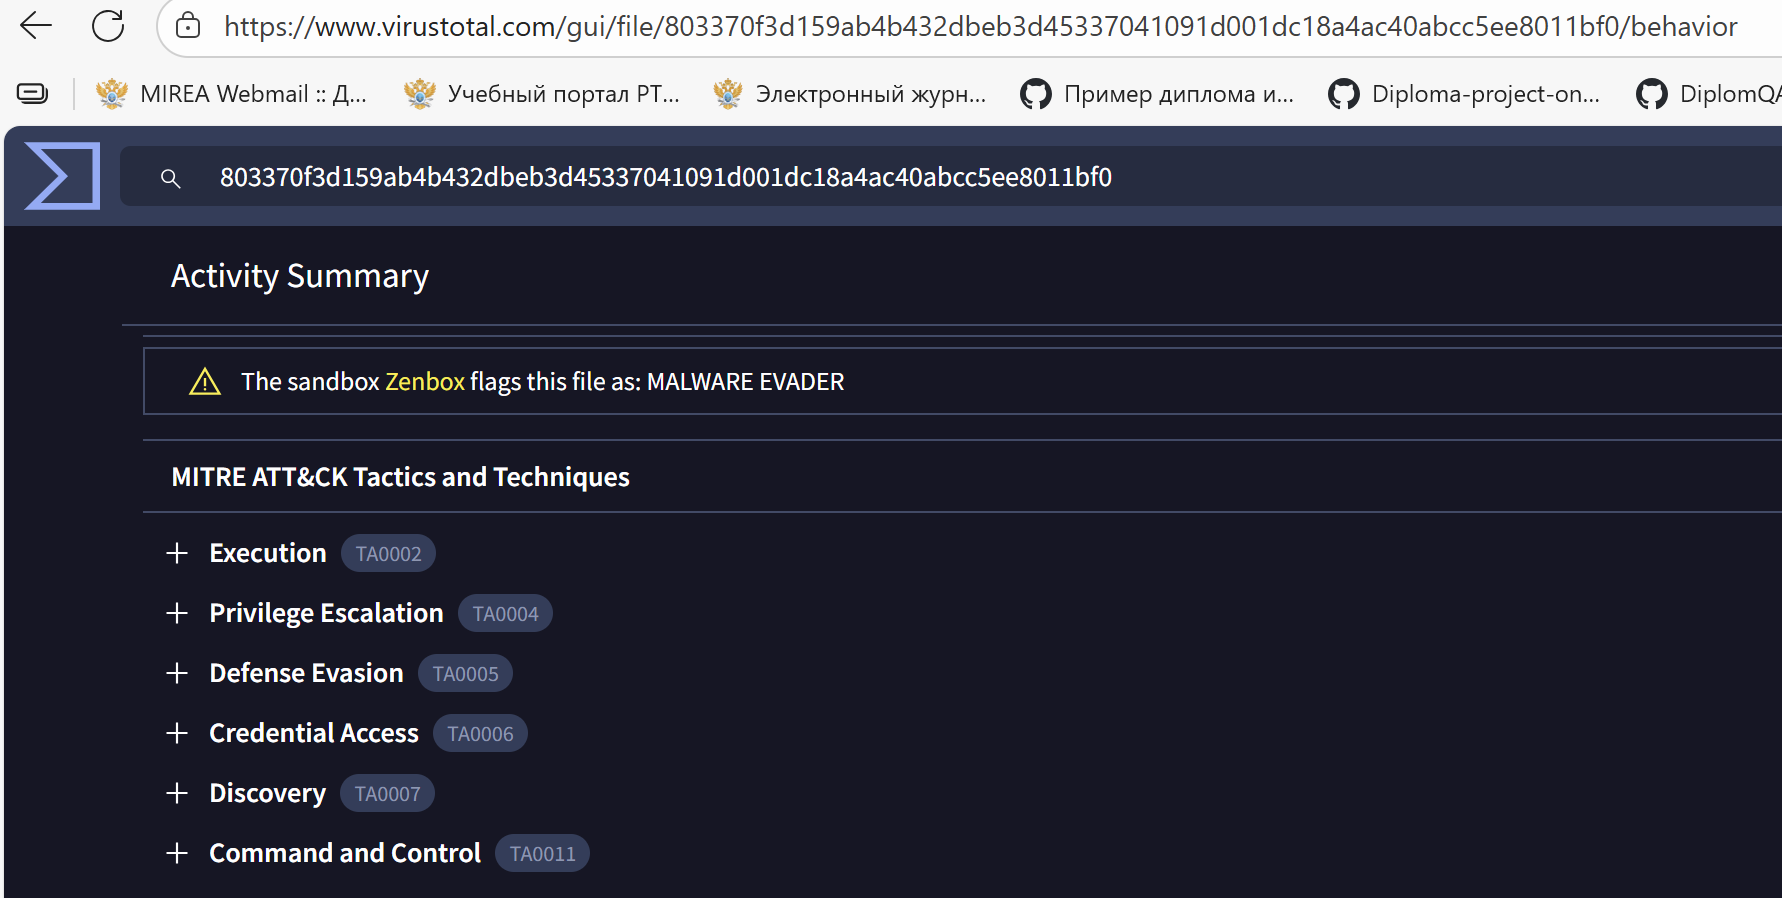 https://www.virustotal.com/gui/file/803370f3d159ab4b432dbeb3d45337041091d001dc18a4ac40abcc5ee8011bf0/behavior
MIREA Webmail :: Д... Учебный портал РТ... Электронный журн... Пример диплома и... Diploma-project-on... DiplomQA
803370f3d159ab4b432dbeb3d45337041091d001dc18a4ac40abcc5ee8011bf0
Activity Summary
The sandbox Zenbox flags this file as: MALWARE EVADER
MITRE ATT&CK Tactics and Techniques
Execution TA0002
Privilege Escalation TA0004
Defense Evasion TA0005
Credential Access TA0006
Discovery TA0007
Command and Control TA0011